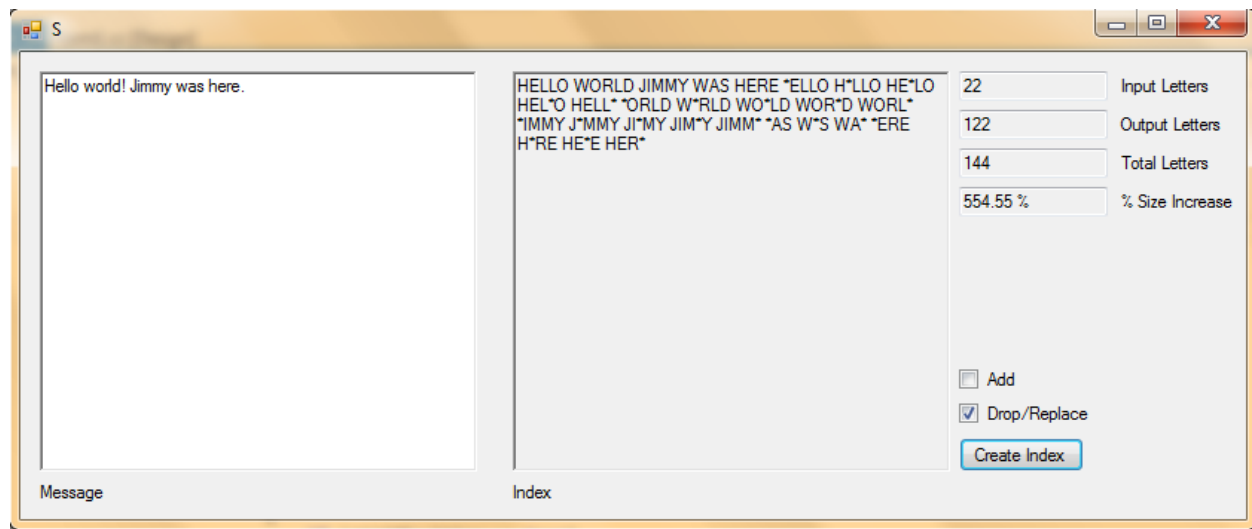 S
Hello world! Jimmy was here.
HELLO WORLD JIMMY WAS HERE *ELLO H*LLO HE*LO
HEL*O HELL* *ORLD W*RLD WO*LD WOR*D WORL*
*IMMY J*MMY JI*MY JIM*Y JIMM* *AS W*S WA* *ERE
H*RE HE*E HER*
22 Input Letters
122 Output Letters
144 Total Letters
554.55 % % Size Increase
Add
Drop/Replace
Create Index
Message
Index